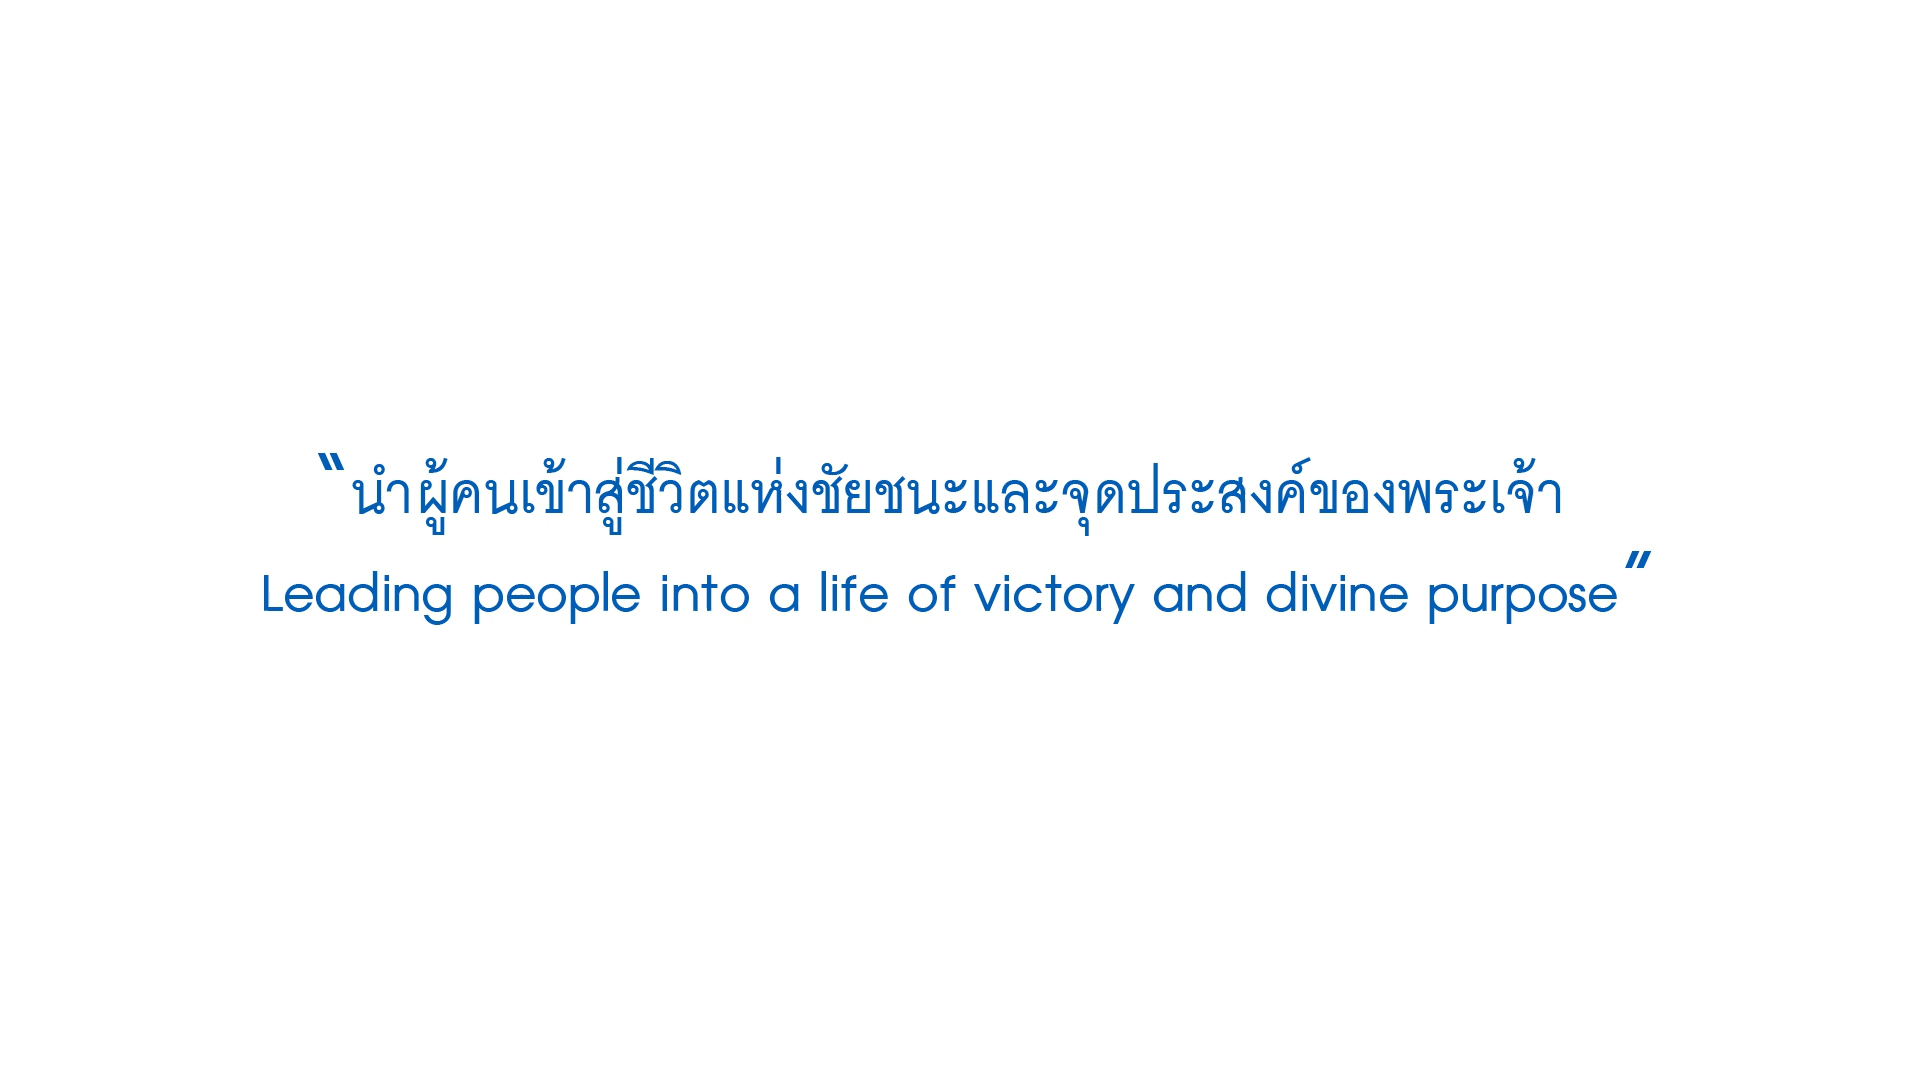 “นำผู้คนเข้าสู่ชีวิตแห่งชัยชนะและจุดประสงค์ของพระเจ้า
Leading people into a life of victory and divine purpose”